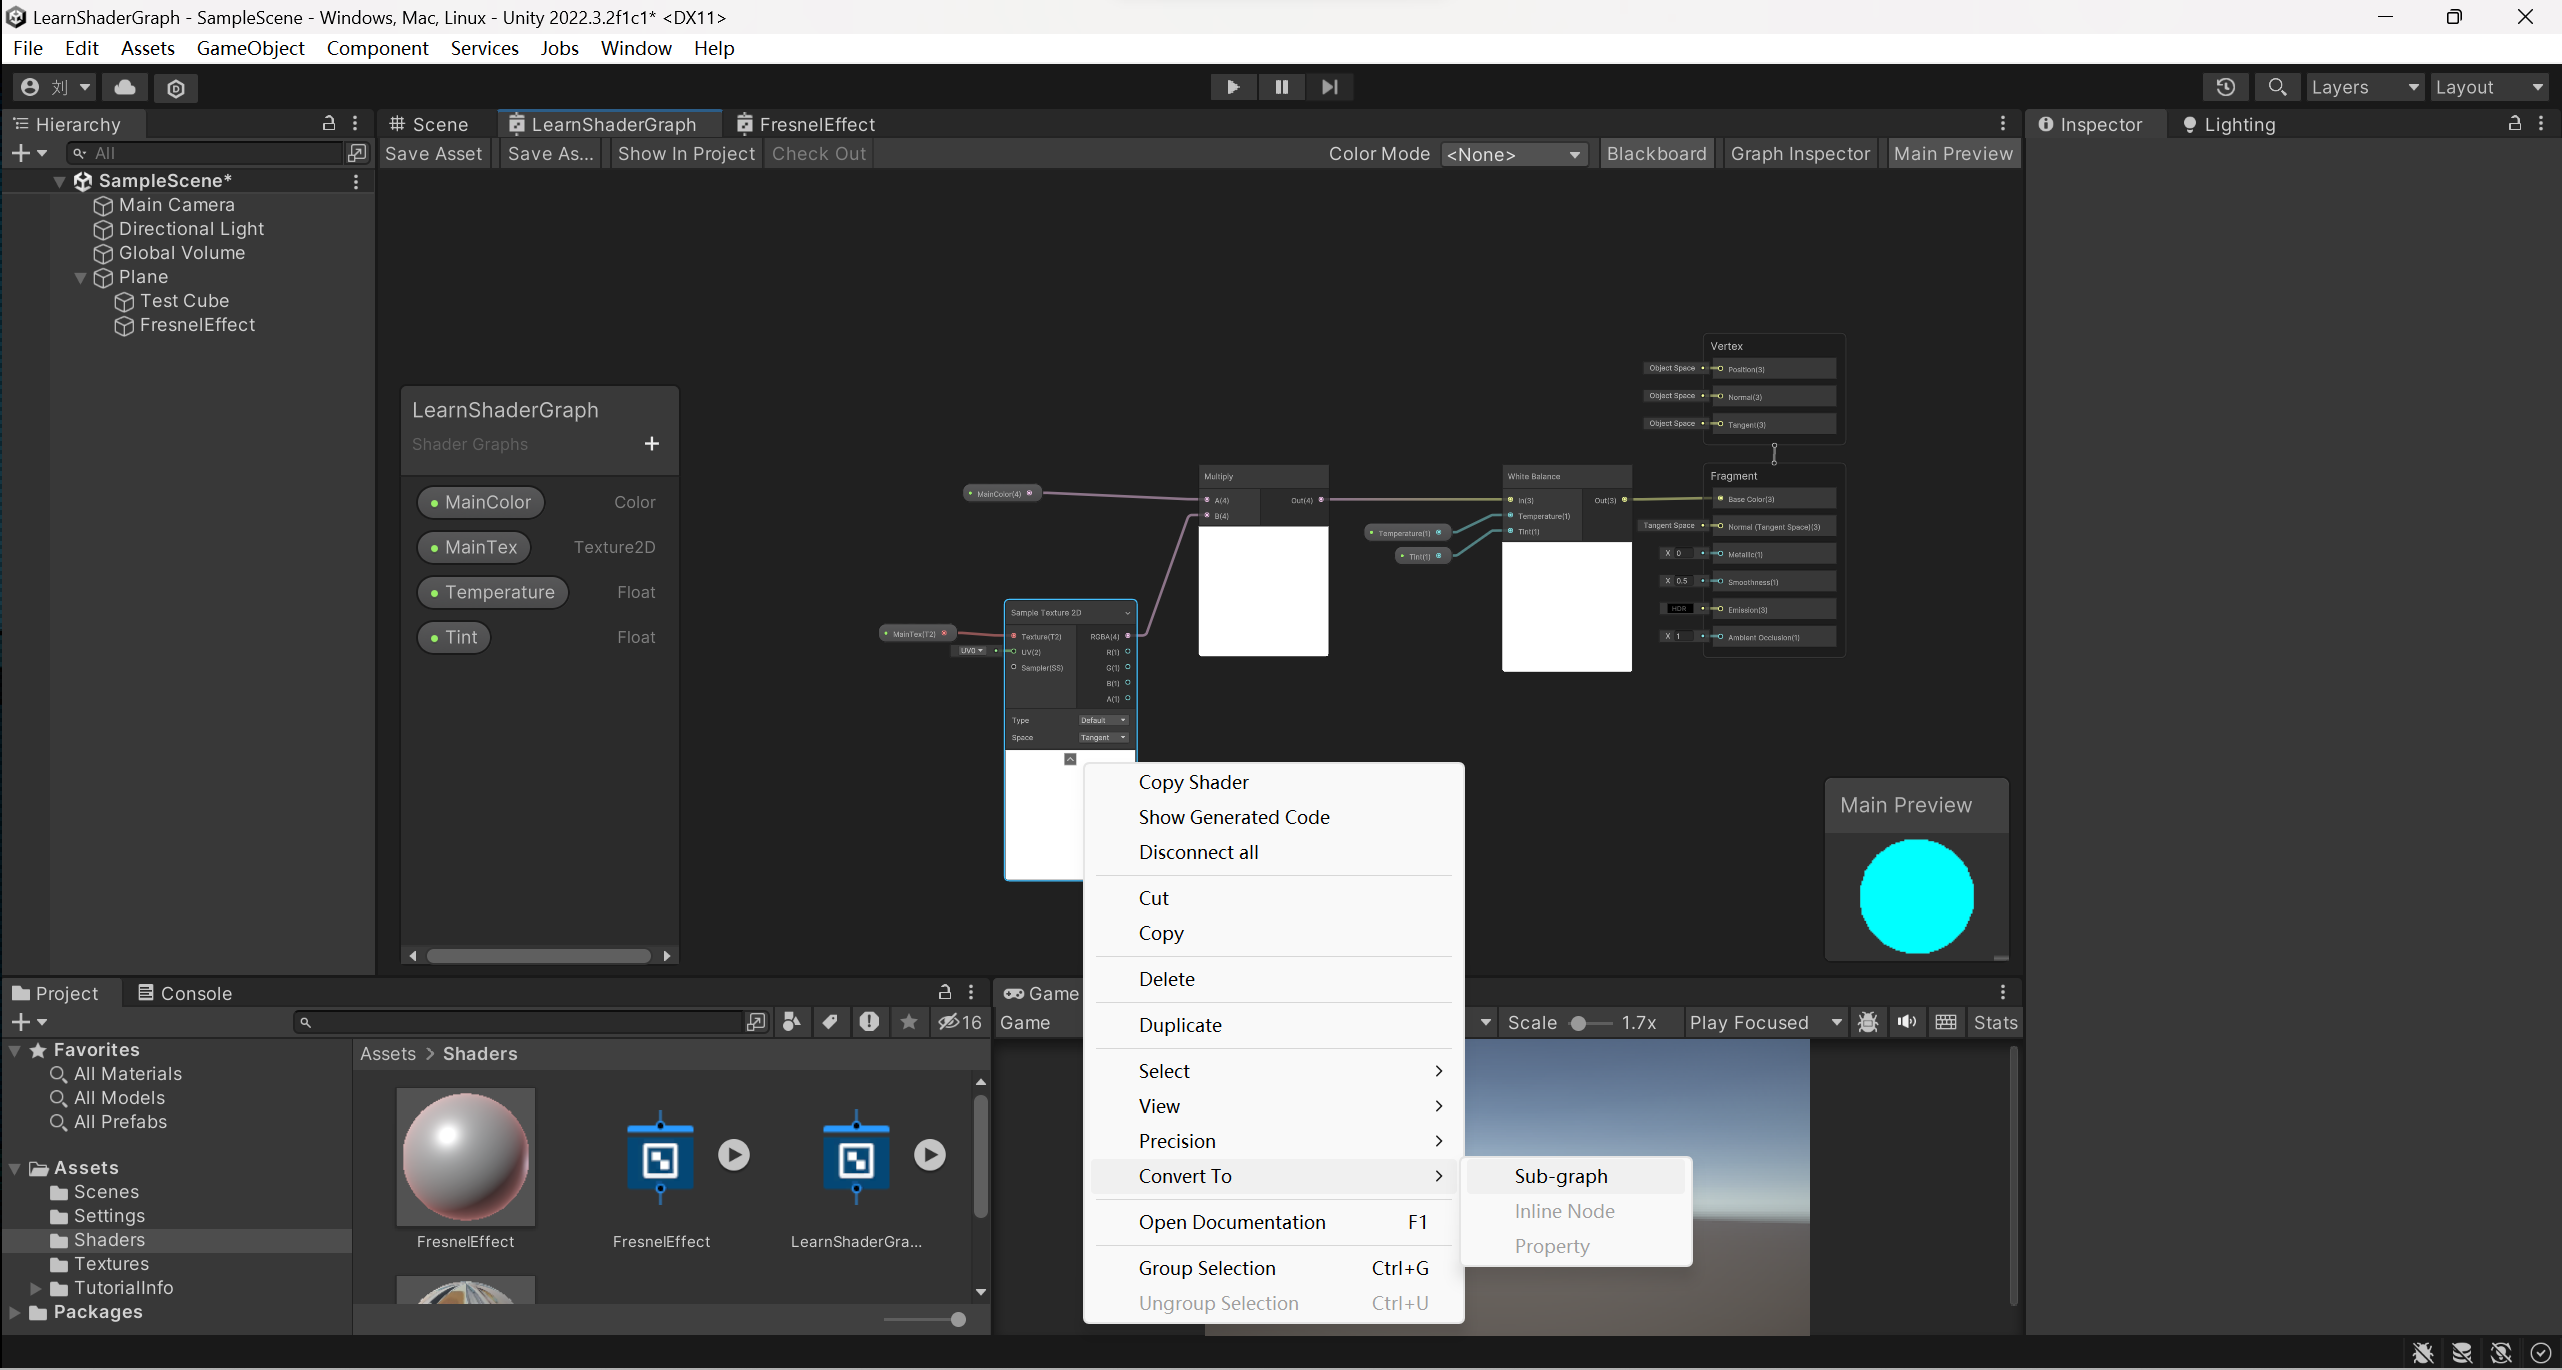 LearnShaderGraph - SampleScene - Windows, Mac, Linux - Unity 2022.3.2f1c1* <DX11>
File Edit Assets GameObject Component Services Jobs Window Help
刘 Layers Layout
Hierarchy
All
SampleScene*
Main Camera
Directional Light
Global Volume
Plane
Test Cube
FresnelEffect
Scene LearnShaderGraph FresnelEffect
Save Asset Save As... Show In Project Check Out Color Mode <None> Blackboard Graph Inspector Main Preview
LearnShaderGraph
Shader Graphs
MainColor Color
MainTex Texture2D
Temperature Float
Tint Float
MainColor(4)
MainTex(T2)
UV0
Sample Texture 2D
Texture(T2) RGBA(4)
UV(2) R(1)
Sampler(SS) G(1)
B(1)
A(1)
Type Default
Space Tangent
Multiply
A(4) Out(4)
B(4)
Temperature(1)
Tint(1)
White Balance
In(3) Out(3)
Temperature(1)
Tint(1)
Vertex
Object Space Position(3)
Object Space Normal(3)
Object Space Tangent(3)
Fragment
Base Color(3)
Tangent Space Normal (Tangent Space)(3)
X 0 Metallic(1)
X 0.5 Smoothness(1)
HDR Emission(3)
X 1 Ambient Occlusion(1)
Main Preview
Copy Shader
Show Generated Code
Disconnect all
Cut
Copy
Delete
Duplicate
Select
View
Precision
Convert To
Open Documentation F1
Group Selection Ctrl+G
Ungroup Selection Ctrl+U
Sub-graph
Inline Node
Property
Inspector Lighting
Project Console
16
Favorites
All Materials
All Models
All Prefabs
Assets
Scenes
Settings
Shaders
Textures
TutorialInfo
Packages
Assets > Shaders
FresnelEffect FresnelEffect LearnShaderGra...
Game
Game Scale 1.7x Play Focused Stats